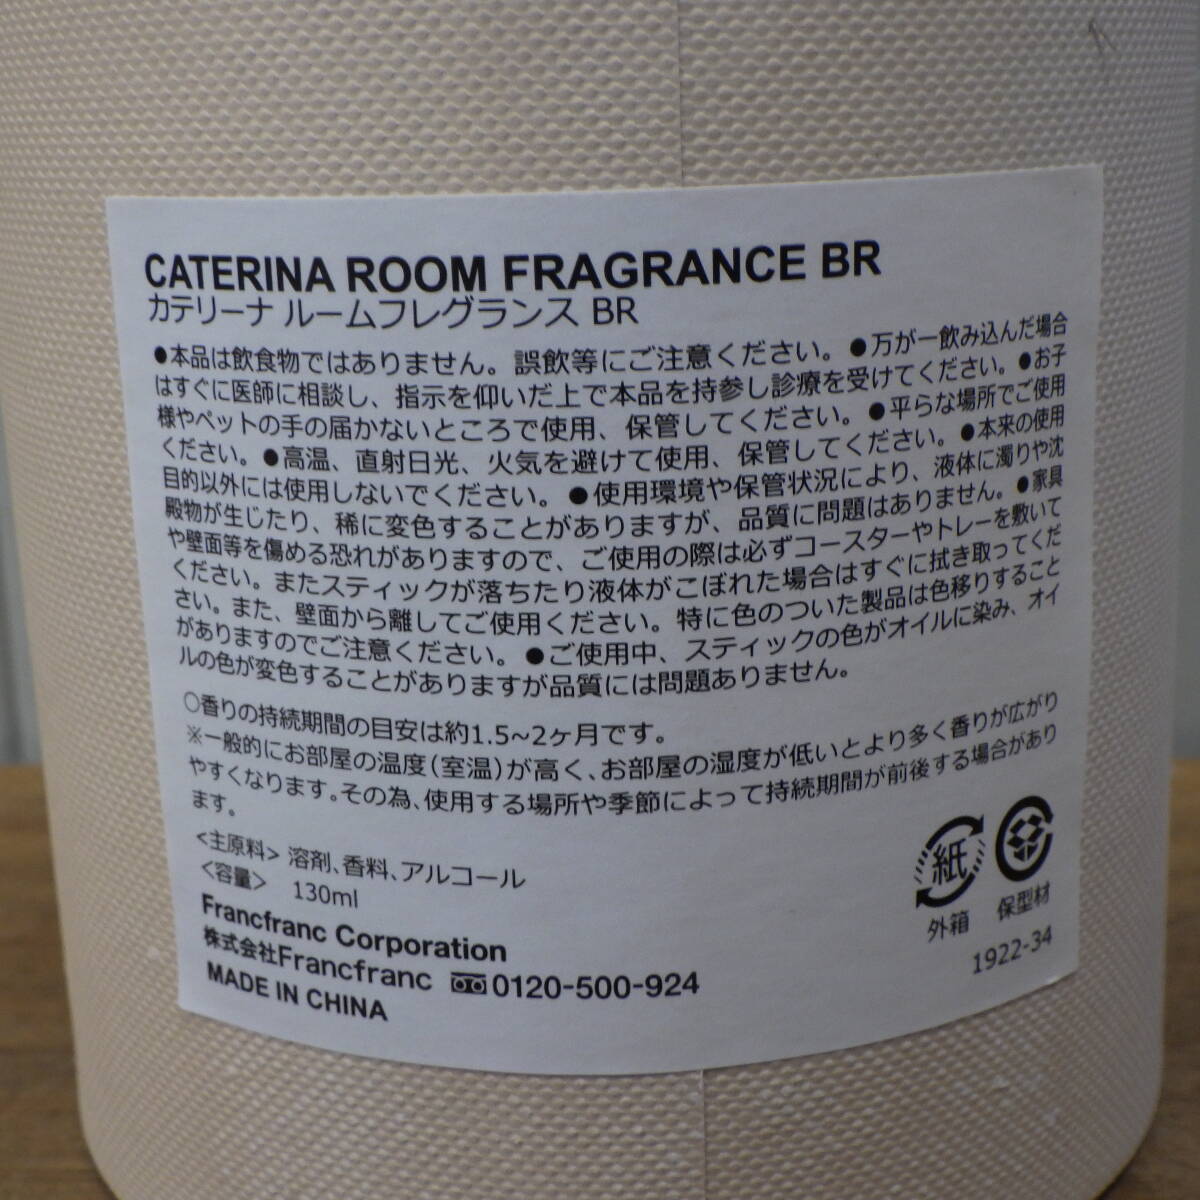 CATERINA ROOM FRAGRANCE BR
カテリーナ ルームフレグランス BR
●本品は飲食物ではありません。誤飲等にご注意ください。●万が一飲み込んだ場合
はすぐに医師に相談し、指示を仰いだ上で本品を持参し診療を受けてください。●お子
様やペットの手の届かないところで使用、保管してください。●平らな場所でご使用
ください。●高温、直射日光、火気を避けて使用、保管してください。●本来の使用
目的以外には使用しないでください。●使用環境や保管状況により、液体に濁りや沈
殿物が生じたり、稀に変色することがありますが、品質に問題はありません。●家具
や壁面等を傷める恐れがありますので、ご使用の際は必ずコースターやトレーを敷いて
ください。またスティックが落ちたり液体がこぼれた場合はすぐに拭き取ってくだ
さい。また、壁面から離してご使用ください。特に色のついた製品は色移りすること
がありますのでご注意ください。●ご使用中、スティックの色がオイルに染み、オイ
ルの色が変色することがありますが品質には問題ありません。
○香りの持続期間の目安は約1.5~2ヶ月です。
※一般的にお部屋の温度(室温)が高く、お部屋の湿度が低いとより多く香りが広がり
やすくなります。その為、使用する場所や季節によって持続期間が前後する場合があり
ます。
<主原料> 溶剤、香料、アルコール
<容量> 130ml
Francfranc Corporation
株式会社Francfranc 0120-500-924
MADE IN CHINA
紙
外箱 保型材
1922-34